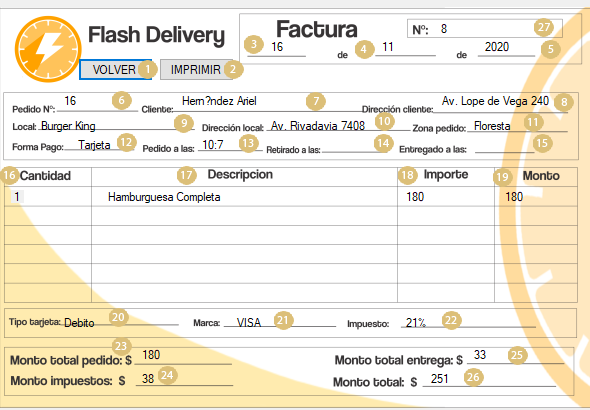 Flash Delivery
Factura
Nº: 8 27
3 16 de 4 11 de 2020 5
VOLVER 1 IMPRIMIR 2
Pedido Nº: 16 6 Cliente: Hern?ndez Ariel 7 Dirección cliente: Av. Lope de Vega 240 8
Local: Burger King 9 Dirección local: Av. Rivadavia 7408 10 Zona pedido: Floresta 11
Forma Pago: Tarjeta 12 Pedido a las: 10:7 13 Retirado a las: 14 Entregado a las: 15
16 Cantidad 17 Descripcion 18 Importe 19 Monto
1 Hamburguesa Completa 180 180
Tipo tarjeta: Debito 20 Marca: VISA 21 Impuesto: 21% 22
23
Monto total pedido: $ 180 Monto total entrega: $ 33 25
Monto impuestos: $ 38 24 Monto total: $ 251 26